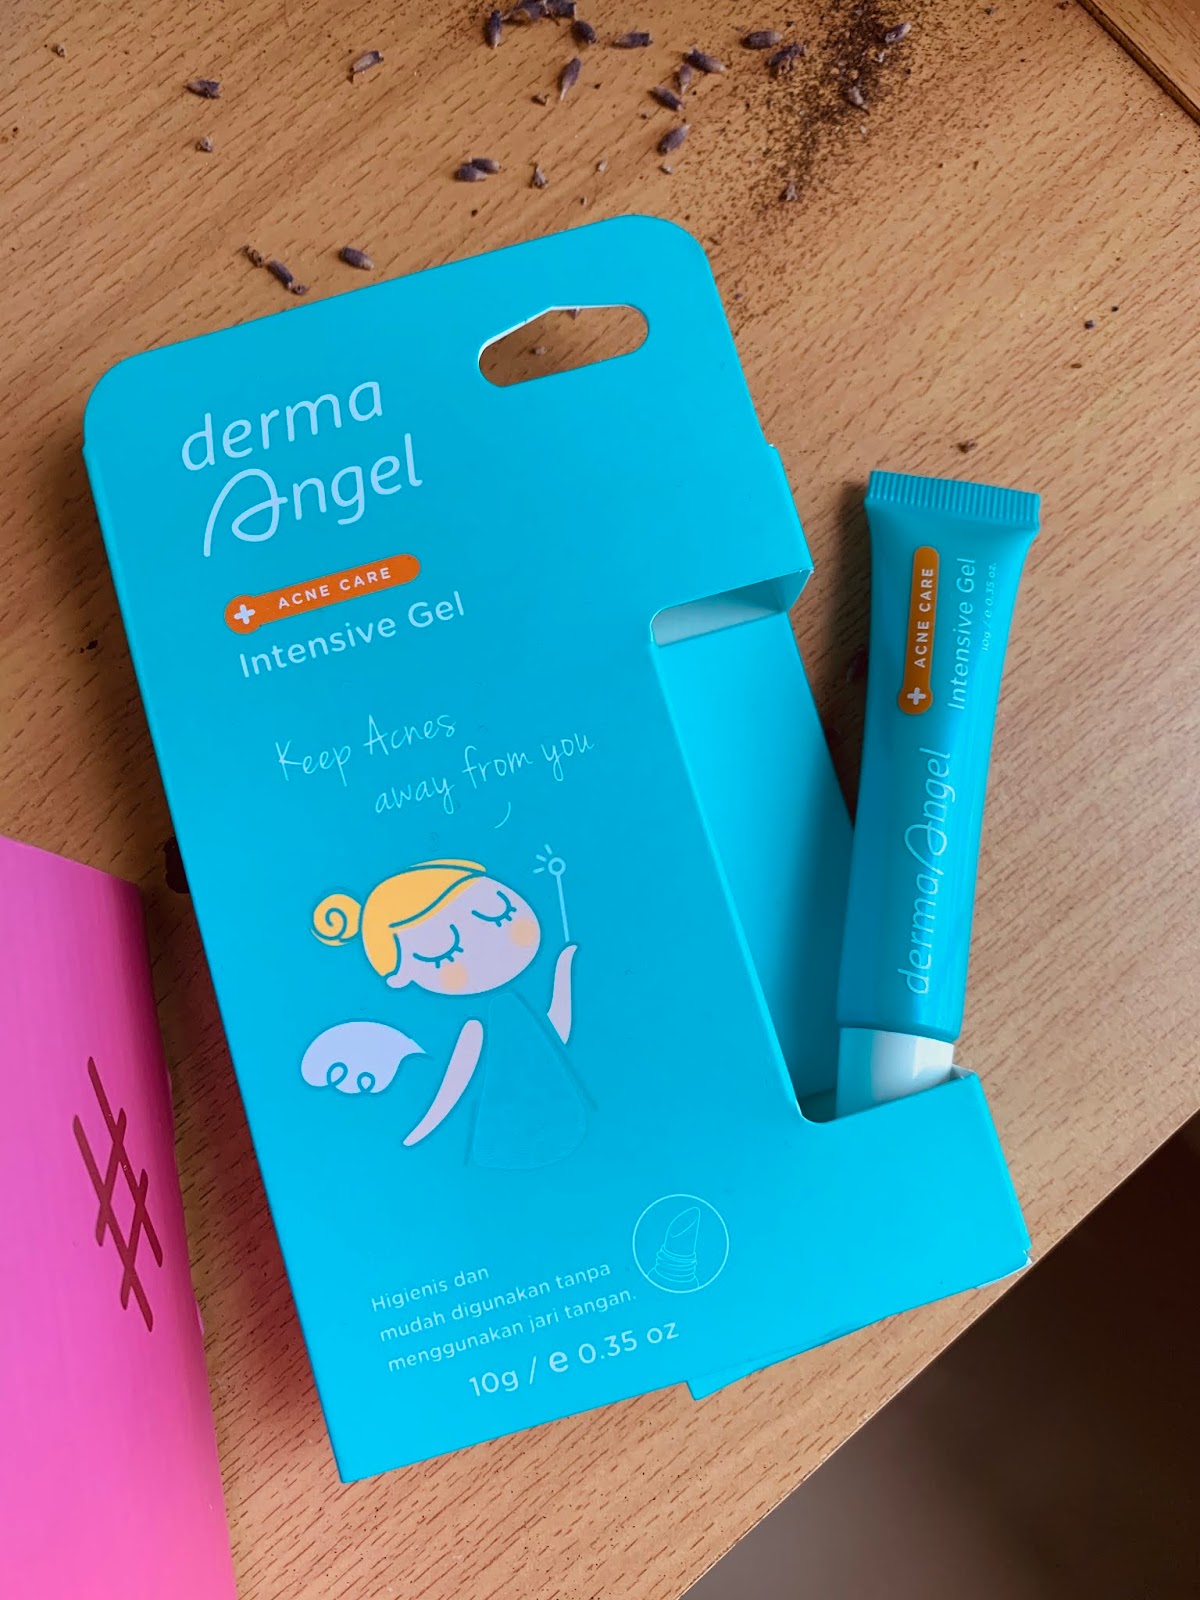 derma
Angel
ACNE CARE
Intensive Gel
Keep Acnes
away from you
Higienis dan
mudah digunakan tanpa
menggunakan jari tangan.
10g / e 0.35 oz
derma Angel
ACNE CARE
Intensive Gel
10g / e 0.35 oz.
#